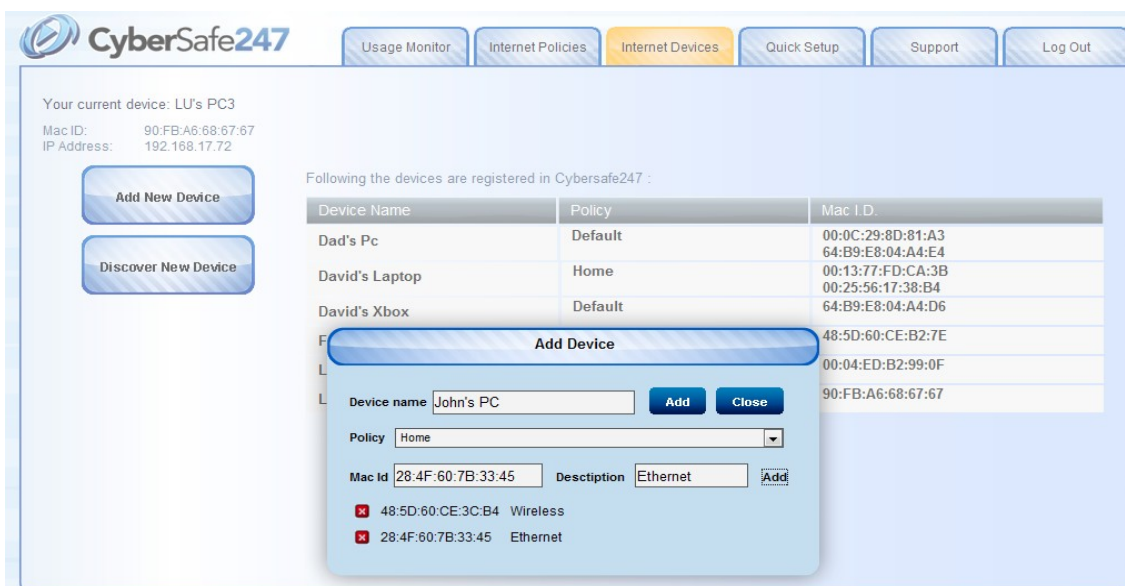 CyberSafe247
Usage Monitor Internet Policies Internet Devices Quick Setup Support Log Out
Your current device: LU's PC3
Mac ID: 90:FB:A6:68:67:67
IP Address: 192.168.17.72
Add New Device
Discover New Device
Following the devices are registered in Cybersafe247 :
Device Name Policy Mac I.D.
Dad's Pc Default 00:0C:29:8D:81:A3
64:B9:E8:04:A4:E4
David's Laptop Home 00:13:77:FD:CA:3B
00:25:56:17:38:B4
David's Xbox Default 64:B9:E8:04:A4:D6
F 48:5D:60:CE:B2:7E
L 00:04:ED:B2:99:0F
L 90:FB:A6:68:67:67
Add Device
Device name John's PC Add Close
Policy Home
Mac Id 28:4F:60:7B:33:45 Desctiption Ethernet Add
48:5D:60:CE:3C:B4 Wireless
28:4F:60:7B:33:45 Ethernet